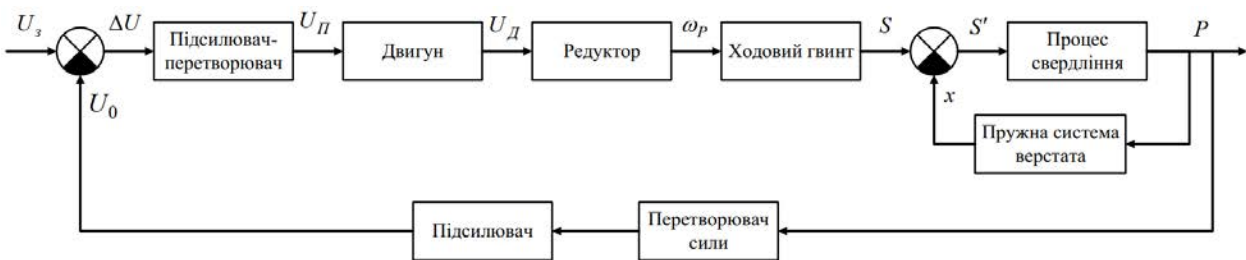 U_з
ΔU
Підсилювач-
перетворювач
U_П
Двигун
U_Д
Редуктор
ω_P
Ходовий гвинт
S
S'
Процес
свердління
P
U_0
x
Пружна система
верстата
Підсилювач
Перетворювач
сили